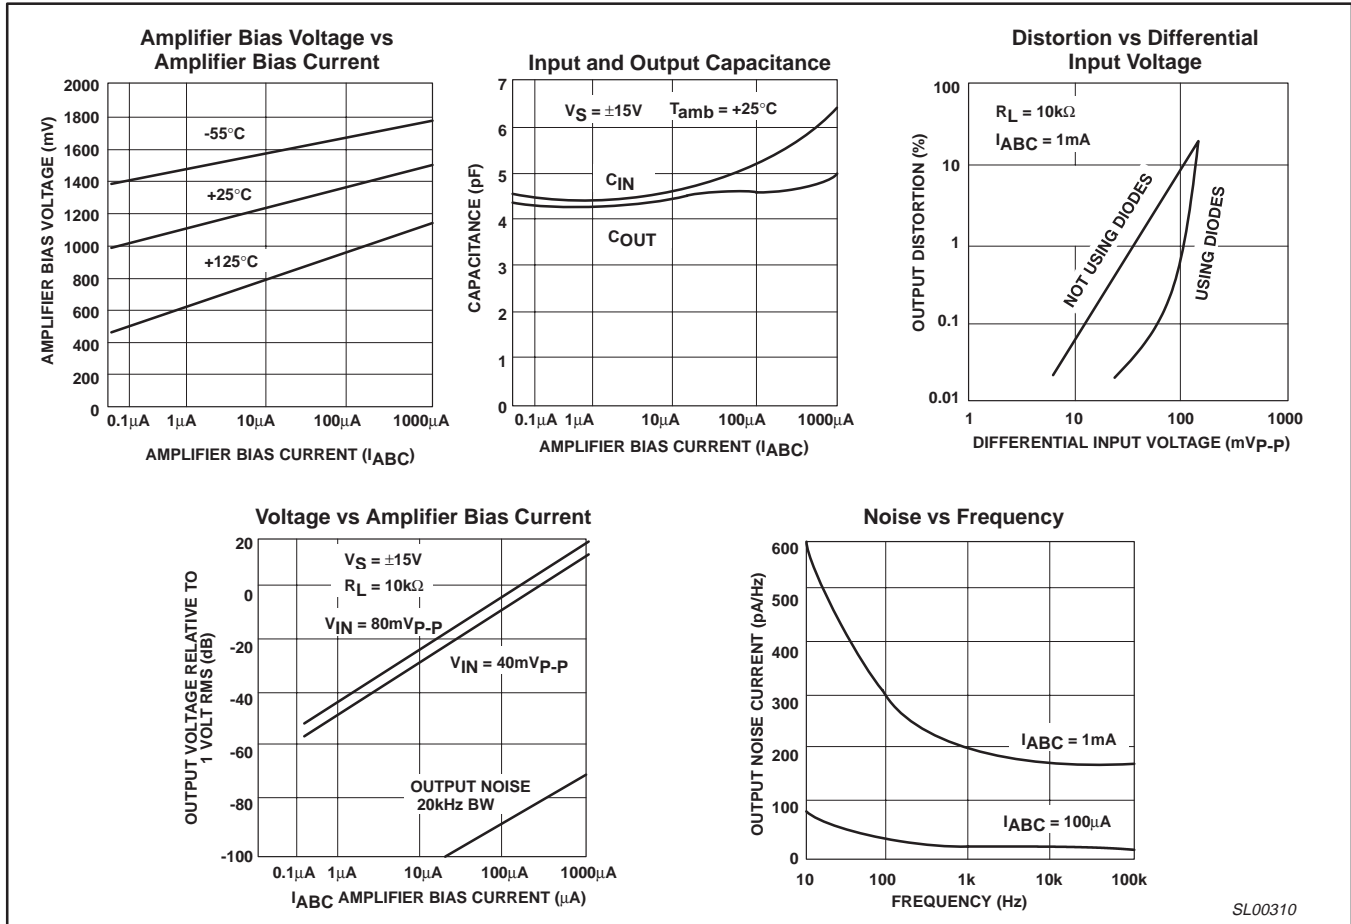 Amplifier Bias Voltage vs
Amplifier Bias Current
AMPLIFIER BIAS VOLTAGE (mV)
2000
1800
1600
1400
1200
1000
800
600
400
200
0
-55°C
+25°C
+125°C
0.1µA 1µA 10µA 100µA 1000µA
AMPLIFIER BIAS CURRENT (IABC)
Input and Output Capacitance
CAPACITANCE (pF)
7
6
5
4
3
2
1
0
VS = ±15V Tamb = +25°C
CIN
COUT
0.1µA 1µA 10µA 100µA 1000µA
AMPLIFIER BIAS CURRENT (IABC)
Distortion vs Differential
Input Voltage
OUTPUT DISTORTION (%)
100
10
1
0.1
0.01
RL = 10kΩ
IABC = 1mA
NOT USING DIODES
USING DIODES
1 10 100 1000
DIFFERENTIAL INPUT VOLTAGE (mVP-P)
Voltage vs Amplifier Bias Current
OUTPUT VOLTAGE RELATIVE TO
1 VOLT RMS (dB)
20
0
-20
-40
-60
-80
-100
VS = ±15V
RL = 10kΩ
VIN = 80mVP-P
VIN = 40mVP-P
OUTPUT NOISE
20kHz BW
0.1µA 1µA 10µA 100µA 1000µA
IABC AMPLIFIER BIAS CURRENT (µA)
Noise vs Frequency
OUTPUT NOISE CURRENT (pA/Hz)
600
500
400
300
200
100
0
IABC = 1mA
IABC = 100µA
10 100 1k 10k 100k
FREQUENCY (Hz)
SL00310